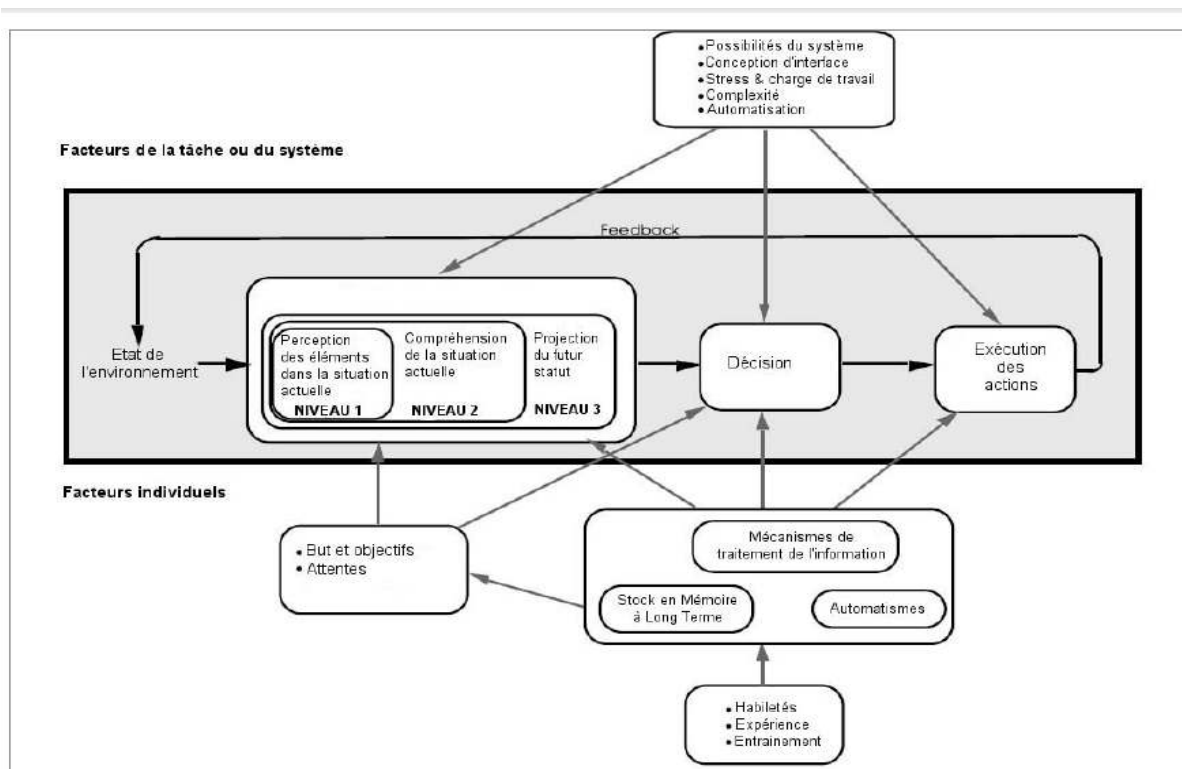 •Possibilités du système
•Conception d'interface
•Stress & charge de travail
•Complexité
•Automatisation
Facteurs de la tâche ou du système
Feedback
Etat de
l'environnement
Perception
des éléments
dans la situation
actuelle
NIVEAU 1
Compréhension
de la situation
actuelle
NIVEAU 2
Projection
du futur
statut
NIVEAU 3
Décision
Exécution
des
actions
Facteurs individuels
• But et objectifs
• Attentes
Mécanismes de
traitement de l'information
Stock en Mémoire
à Long Terme
Automatismes
• Habiletés
• Expérience
• Entrainement